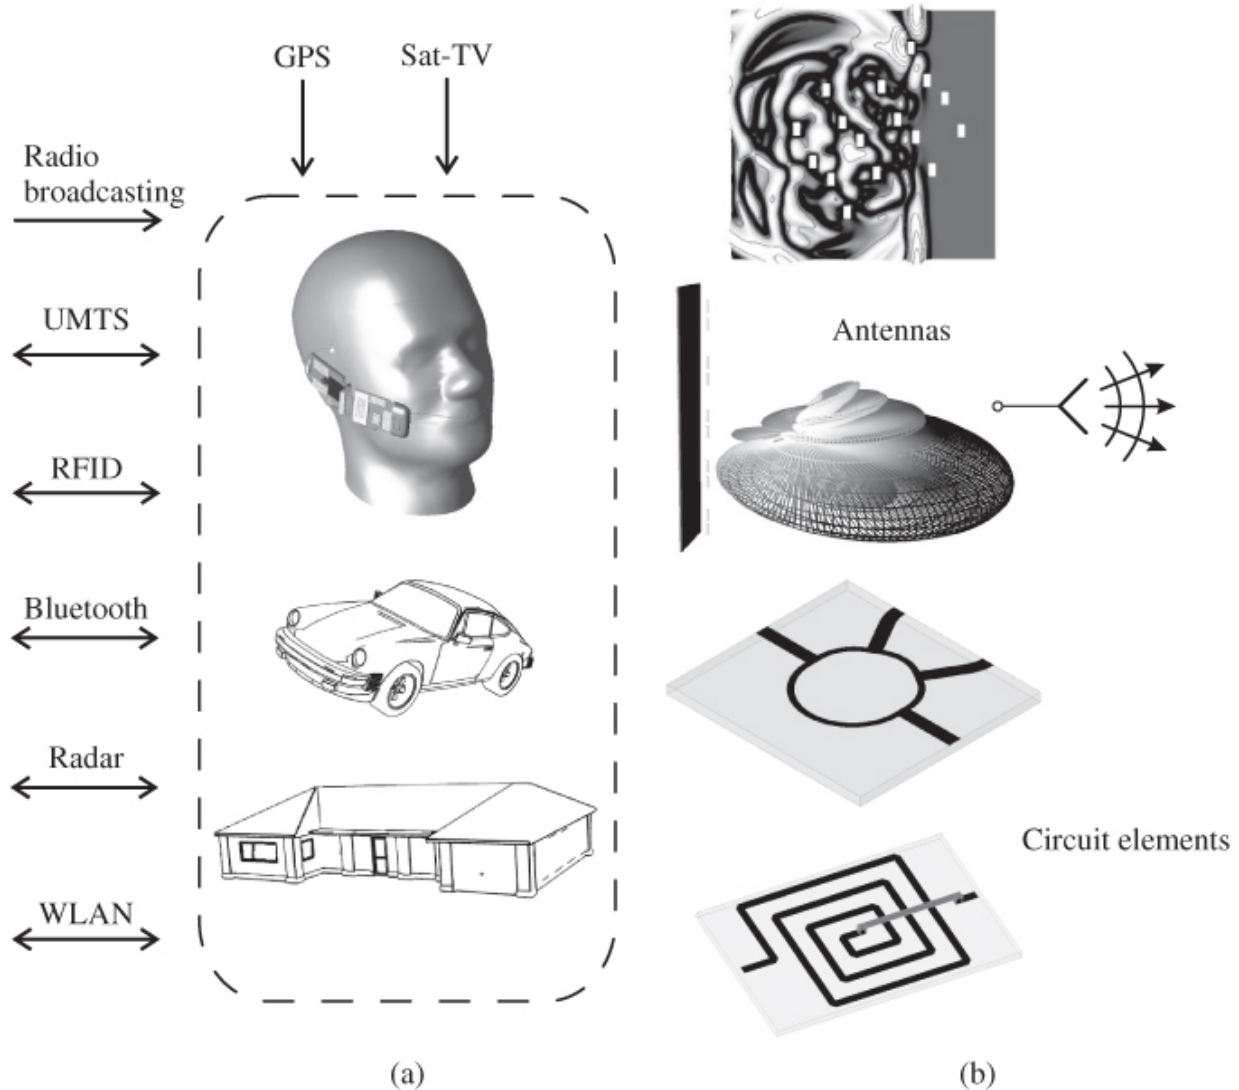 GPS
Sat-TV
Radio
broadcasting
UMTS
RFID
Bluetooth
Radar
WLAN
(a)
Antennas
Circuit elements
(b)